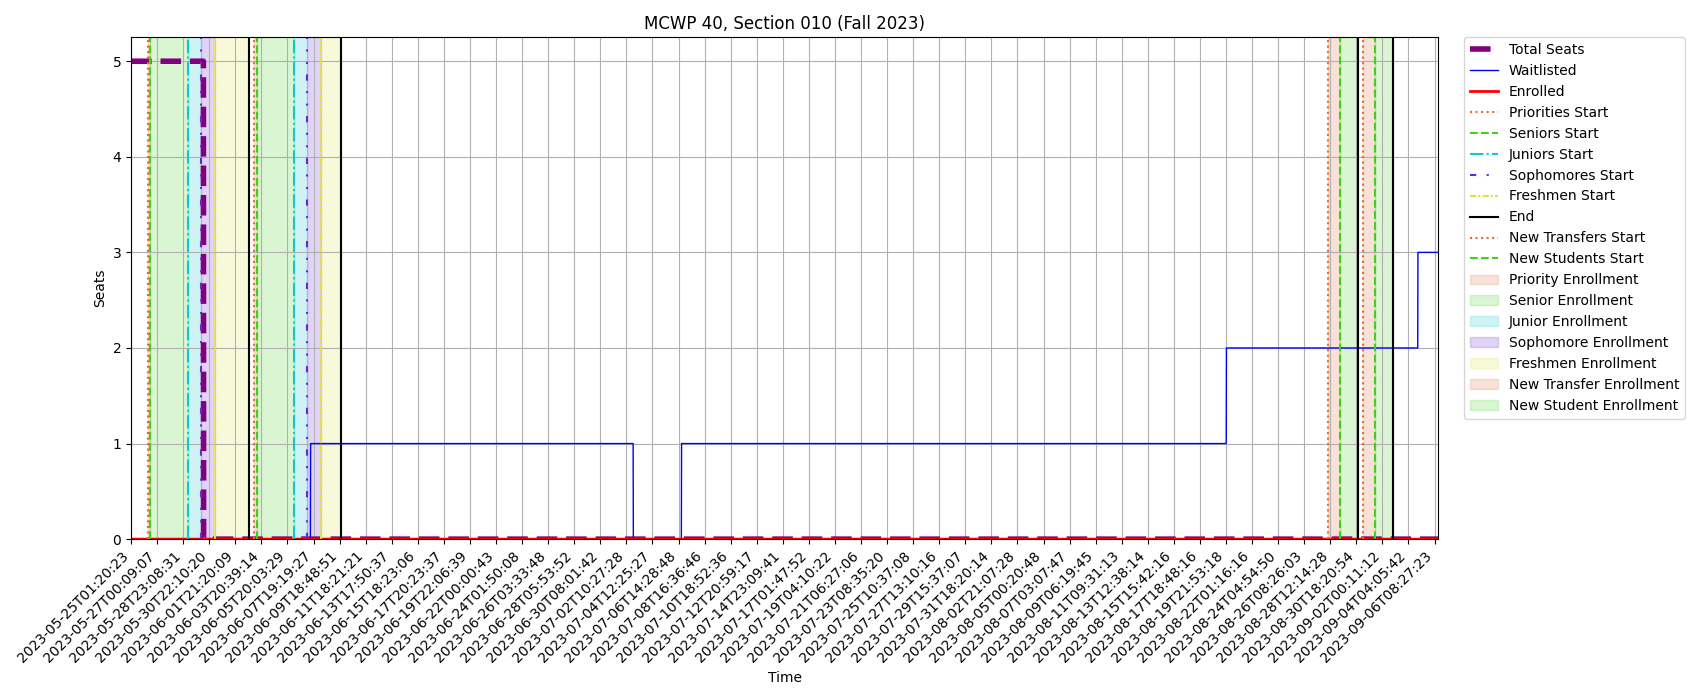 MCWP 40, Section 010 (Fall 2023)
Seats
5
4
3
2
1
0
2023-05-25T01:20:23
2023-05-27T00:09:07
2023-05-28T23:08:31
2023-05-30T22:10:20
2023-06-01T21:20:09
2023-06-03T20:39:14
2023-06-05T20:03:29
2023-06-07T19:19:27
2023-06-09T18:48:51
2023-06-11T18:21:21
2023-06-13T17:50:37
2023-06-15T18:23:06
2023-06-17T20:23:37
2023-06-19T22:06:39
2023-06-22T00:00:43
2023-06-24T01:50:08
2023-06-26T03:33:48
2023-06-28T05:53:52
2023-06-30T08:01:42
2023-07-02T10:27:28
2023-07-04T12:25:27
2023-07-06T14:28:48
2023-07-08T16:36:46
2023-07-10T18:52:36
2023-07-12T20:59:17
2023-07-14T23:09:41
2023-07-17T01:47:52
2023-07-19T04:10:22
2023-07-21T06:27:06
2023-07-23T08:35:20
2023-07-25T10:37:08
2023-07-27T13:10:16
2023-07-29T15:37:07
2023-07-31T18:20:14
2023-08-02T21:07:28
2023-08-05T00:20:48
2023-08-07T03:07:47
2023-08-09T06:19:45
2023-08-11T09:31:13
2023-08-13T12:38:14
2023-08-15T15:42:16
2023-08-17T18:48:16
2023-08-19T21:53:18
2023-08-22T01:16:16
2023-08-24T04:54:50
2023-08-26T08:26:03
2023-08-28T12:14:28
2023-08-30T18:20:54
2023-09-02T00:11:12
2023-09-04T04:05:42
2023-09-06T08:27:23
Time
Total Seats
Waitlisted
Enrolled
Priorities Start
Seniors Start
Juniors Start
Sophomores Start
Freshmen Start
End
New Transfers Start
New Students Start
Priority Enrollment
Senior Enrollment
Junior Enrollment
Sophomore Enrollment
Freshmen Enrollment
New Transfer Enrollment
New Student Enrollment